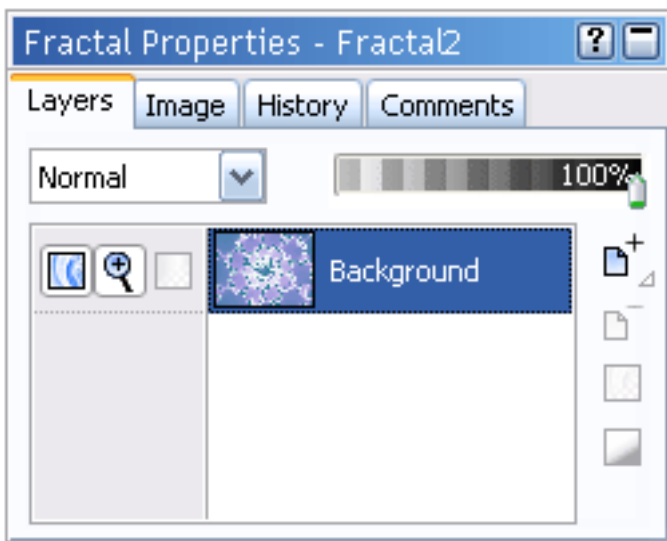 Fractal Properties - Fractal2 ?
Layers Image History Comments
Normal 100%
Background